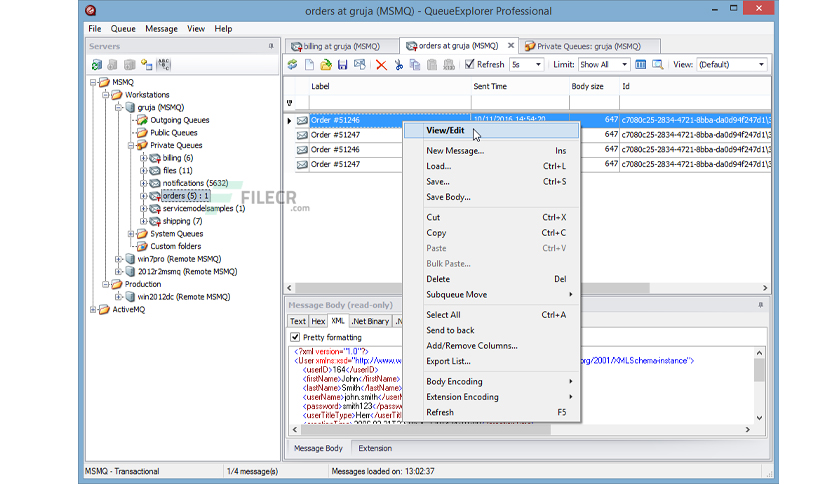 orders at gruja (MSMQ) - QueueExplorer Professional
File Queue Message View Help
Servers
billing at gruja (MSMQ) orders at gruja (MSMQ) Private Queues: gruja (MSMQ)
Refresh 5s Limit: Show All View: (Default)
Label Sent Time Body size Id
Order #51246 10/11/2016 14:54:20 647 c7080c25-2834-4721-8bba-da0d94f247d1\3
Order #51247 647 c7080c25-2834-4721-8bba-da0d94f247d1\3
Order #51246 647 c7080c25-2834-4721-8bba-da0d94f247d1\3
Order #51247 647 c7080c25-2834-4721-8bba-da0d94f247d1\3
MSMQ
Workstations
gruja (MSMQ)
Outgoing Queues
Public Queues
Private Queues
billing (6)
files (11)
notifications (5632)
orders (5) : 1
servicemodelsamples (1)
shipping (7)
System Queues
Custom folders
win7pro (Remote MSMQ)
2012r2msmq (Remote MSMQ)
Production
win2012dc (Remote MSMQ)
ActiveMQ
FILECR
.com
View/Edit
New Message... Ins
Load... Ctrl+L
Save... Ctrl+S
Save Body...
Cut Ctrl+X
Copy Ctrl+C
Paste Ctrl+V
Bulk Paste...
Delete Del
Subqueue Move
Select All Ctrl+A
Send to back
Add/Remove Columns...
Export List...
Body Encoding
Extension Encoding
Refresh F5
Message Body (read-only)
Text Hex XML .Net Binary .N
Pretty formatting
<?xml version="1.0"?>
<User xmlns:xsd="http://www.w org/2001/XMLSchema-instance">
<userID>164</userID>
<firstName>John</firstName>
<lastName>Smith</lastName>
<userName>john.smith</userName
<password>smith123</password>
<userTitleType>Herr</userTitle
Message Body Extension
MSMQ - Transactional 1/4 message(s) Messages loaded on: 13:02:37